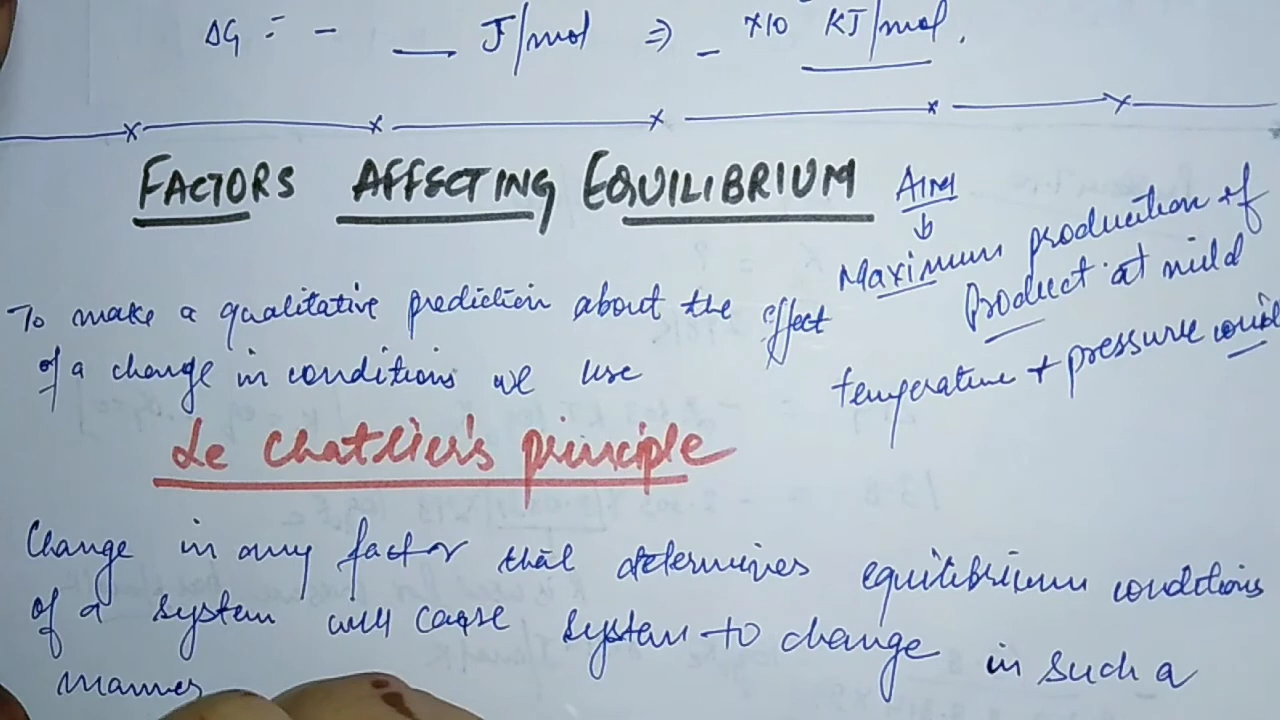 ΔG = - __ J/mol ⇒ _ ×10 KJ/mol.
FACTORS AFFECTING EQUILIBRIUM
Aim
↓
Maximum production of
product at mild
temperature + pressure
To make a qualitative prediction about the effect
of a change in conditions we use
Le Chatlier's principle
Change in any factor that determines equilibrium conditions
of a system will cause system to change in such a
manner